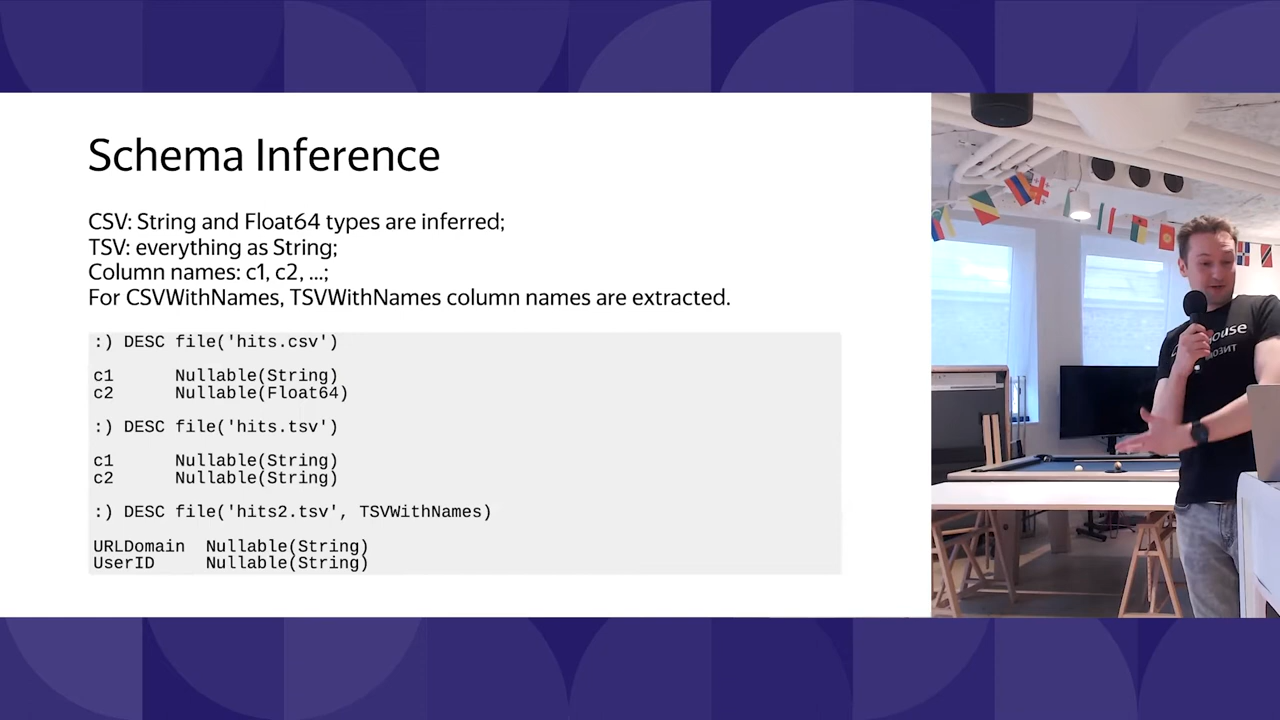 Schema Inference
CSV: String and Float64 types are inferred;
TSV: everything as String;
Column names: c1, c2, ...;
For CSVWithNames, TSVWithNames column names are extracted.
:) DESC file('hits.csv')
c1 Nullable(String)
c2 Nullable(Float64)
:) DESC file('hits.tsv')
c1 Nullable(String)
c2 Nullable(String)
:) DESC file('hits2.tsv', TSVWithNames)
URLDomain Nullable(String)
UserID Nullable(String)